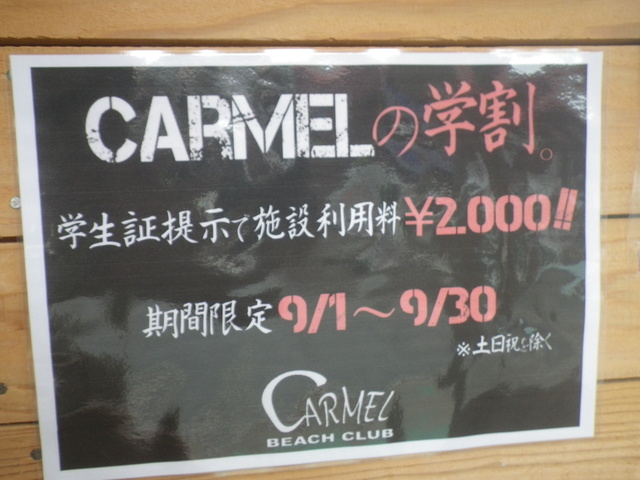 CARMELの学割。
学生証提示で施設利用料¥2.000!!
期間限定9/1～9/30
※土日祝を除く
CARMEL
BEACH CLUB